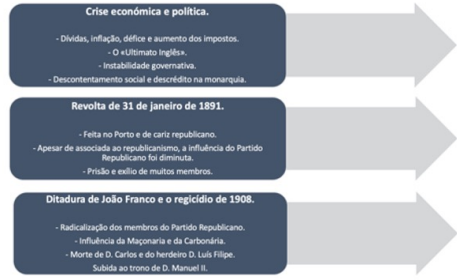 Crise económica e política.
- Dívidas, inflação, défice e aumento dos impostos.
- O «Ultimato Inglês».
- Instabilidade governativa.
- Descontentamento social e descrédito na monarquia.
Revolta de 31 de janeiro de 1891.
- Feita no Porto e de cariz republicano.
- Apesar de associada ao republicanismo, a influência do Partido
Republicano foi diminuta.
- Prisão e exílio de muitos membros.
Ditadura de João Franco e o regicídio de 1908.
- Radicalização dos membros do Partido Republicano.
- Influência da Maçonaria e da Carbonária.
- Morte de D. Carlos e do herdeiro D. Luís Filipe.
Subida ao trono de D. Manuel II.